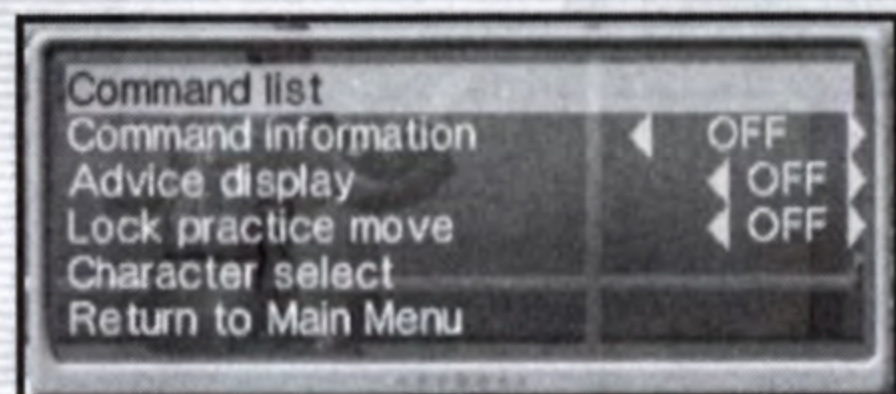 Command list
Command information OFF
Advice display OFF
Lock practice move OFF
Character select
Return to Main Menu